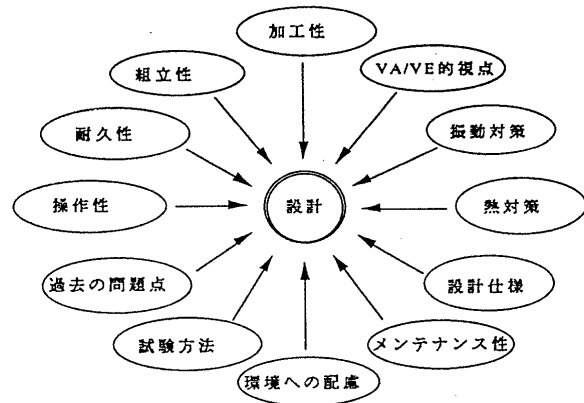 加工性
組立性
VA/VE的視点
耐久性
振動対策
操作性
設計
熱対策
過去の問題点
設計仕様
試験方法
メンテナンス性
環境への配慮